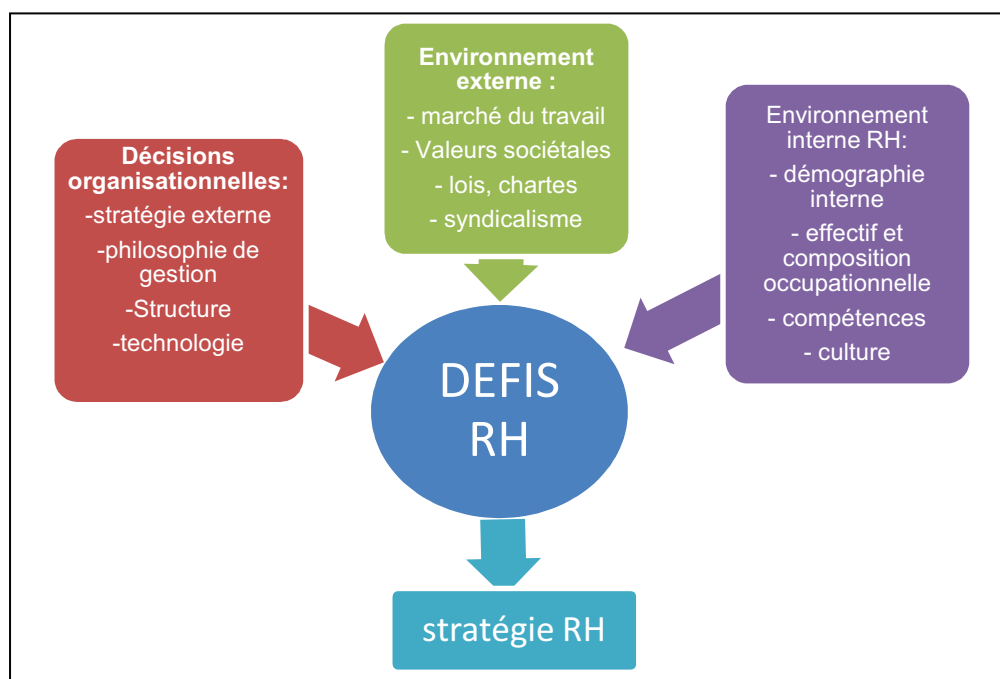 Décisions
organisationnelles:
-stratégie externe
-philosophie de
gestion
-Structure
-technologie
Environnement
externe :
- marché du travail
- Valeurs sociétales
- lois, chartes
- syndicalisme
Environnement
interne RH:
- démographie
interne
- effectif et
composition
occupationnelle
- compétences
- culture
DEFIS
RH
stratégie RH